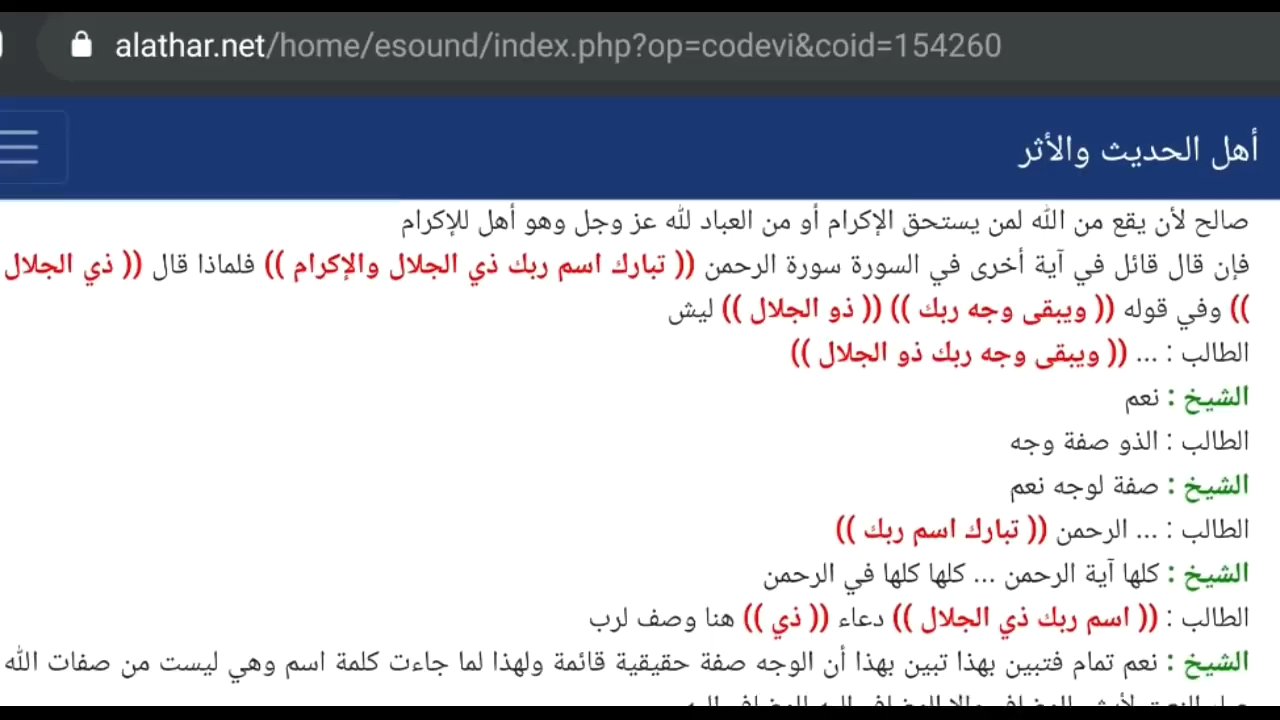 alathar.net/home/esound/index.php?op=codevi&coid=154260
أهل الحديث والأثر
صالح لأن يقع من الله لمن يستحق الإكرام أو من العباد لله عز وجل وهو أهل للإكرام
فإن قال قائل في آية أخرى في السورة سورة الرحمن (( تبارك اسم ربك ذي الجلال والإكرام )) فلماذا قال (( ذي الجلال
)) وفي قوله (( ويبقى وجه ربك )) (( ذو الجلال )) ليش
الطالب : ... (( ويبقى وجه ربك ذو الجلال ))
الشيخ : نعم
الطالب : الذو صفة وجه
الشيخ : صفة لوجه نعم
الطالب : ... الرحمن (( تبارك اسم ربك ))
الشيخ : كلها آية الرحمن ... كلها كلها في الرحمن
الطالب : (( اسم ربك ذي الجلال )) دعاء (( ذي )) هنا وصف لرب
الشيخ : نعم تمام فتبين بهذا تبين بهذا أن الوجه صفة حقيقية قائمة ولهذا لما جاءت كلمة اسم وهي ليست من صفات الله